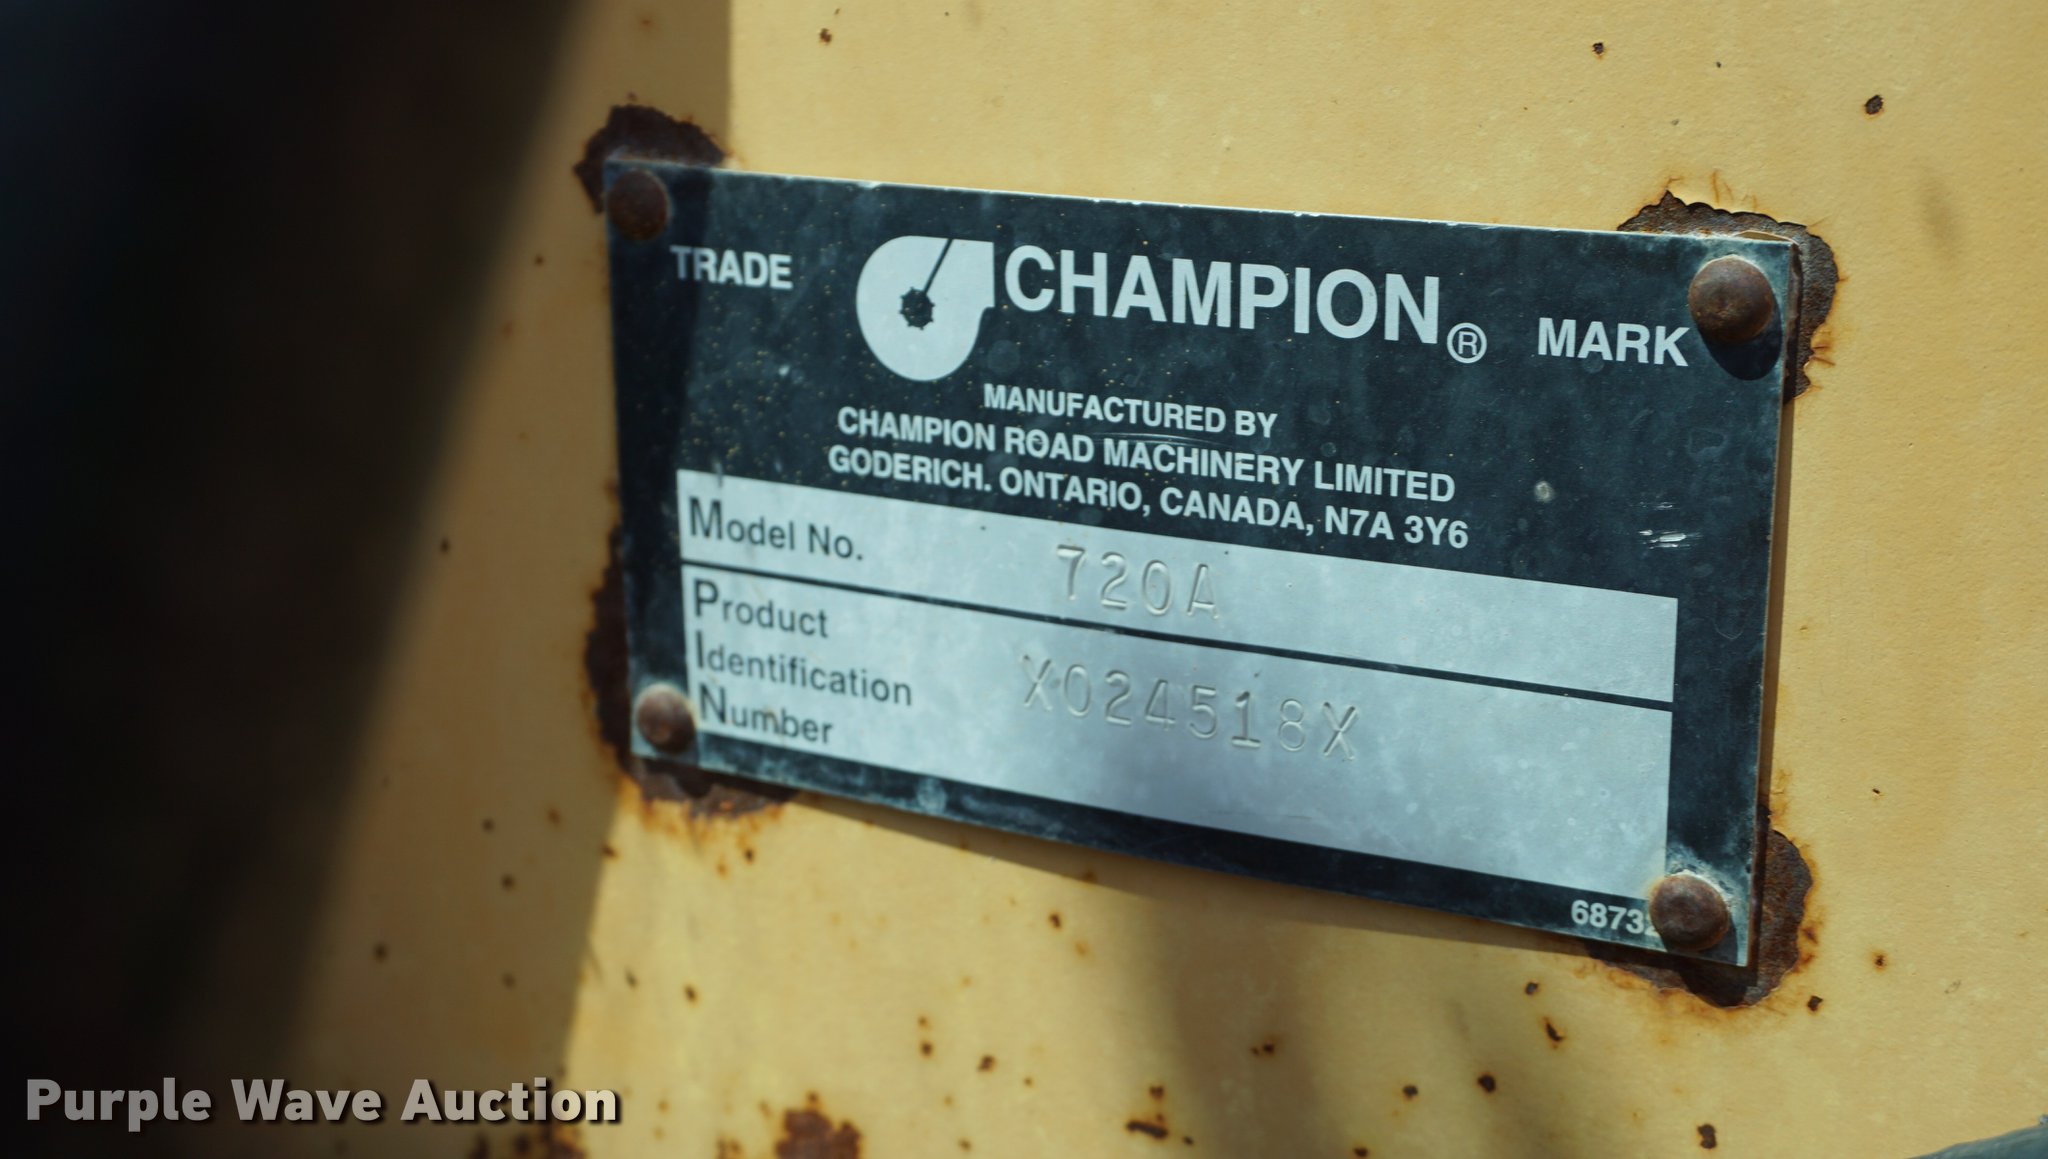 TRADE CHAMPION® MARK
MANUFACTURED BY
CHAMPION ROAD MACHINERY LIMITED
GODERICH. ONTARIO, CANADA, N7A 3Y6
Model No. 720A
Product
Identification X024518X
Number
Purple Wave Auction